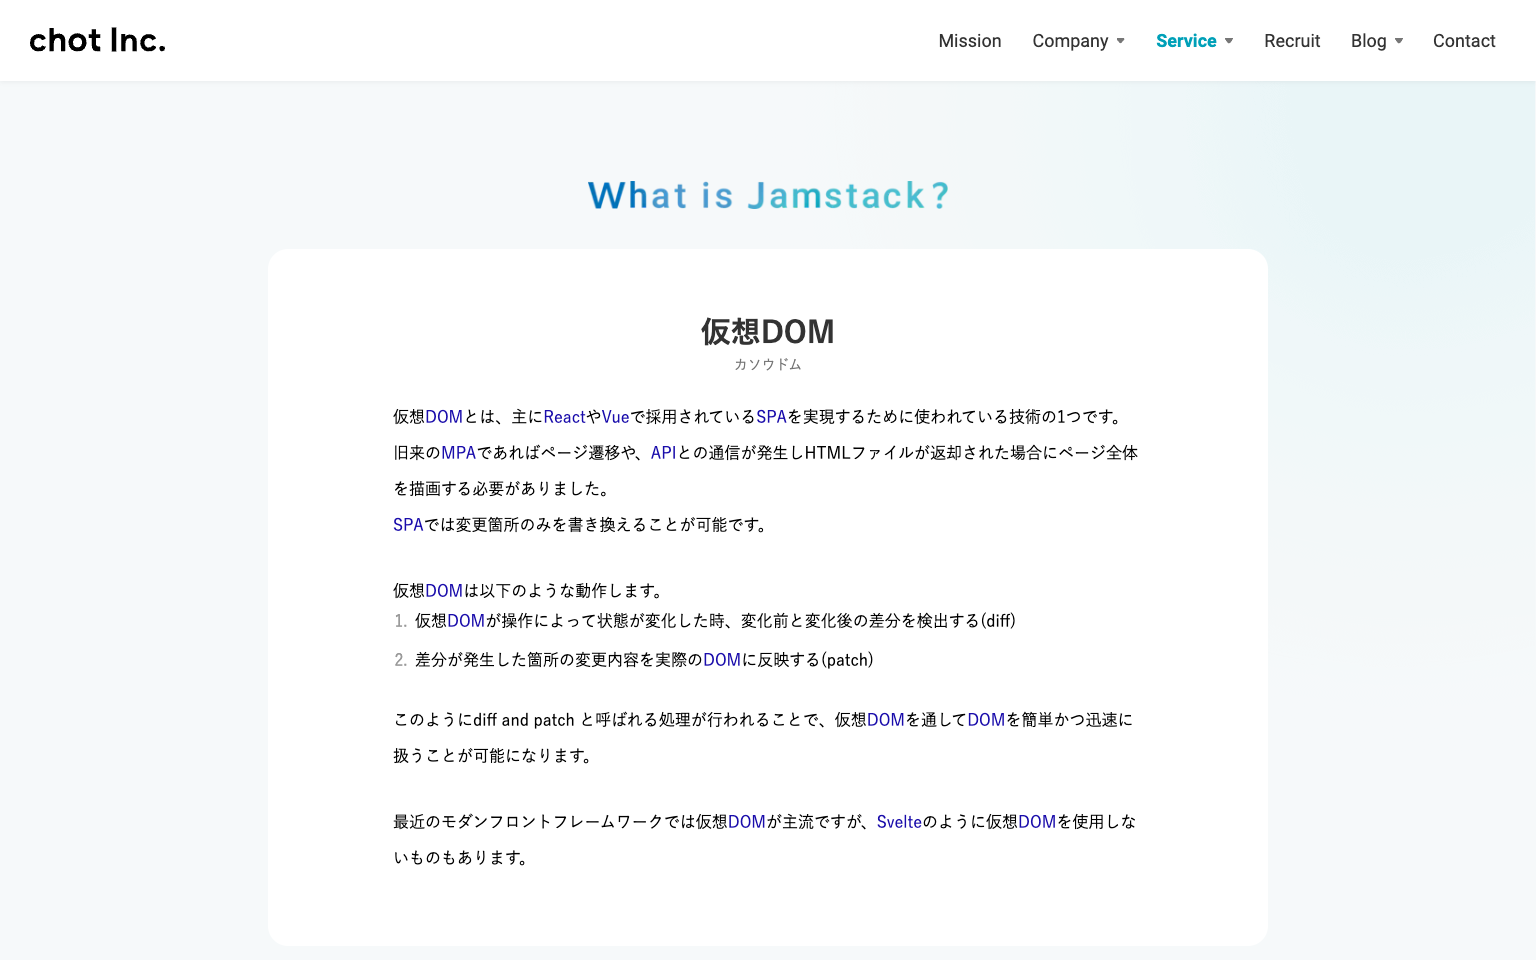 chot Inc.
Mission Company Service Recruit Blog Contact
What is Jamstack?
仮想DOM
カソウドム
仮想DOMとは、主にReactやVueで採用されているSPAを実現するために使われている技術の1つです。
旧来のMPAであればページ遷移や、APIとの通信が発生しHTMLファイルが返却された場合にページ全体
を描画する必要がありました。
SPAでは変更箇所のみを書き換えることが可能です。
仮想DOMは以下のような動作します。
1. 仮想DOMが操作によって状態が変化した時、変化前と変化後の差分を検出する(diff)
2. 差分が発生した箇所の変更内容を実際のDOMに反映する(patch)
このようにdiff and patch と呼ばれる処理が行われることで、仮想DOMを通してDOMを簡単かつ迅速に
扱うことが可能になります。
最近のモダンフロントフレームワークでは仮想DOMが主流ですが、Svelteのように仮想DOMを使用しな
いものもあります。